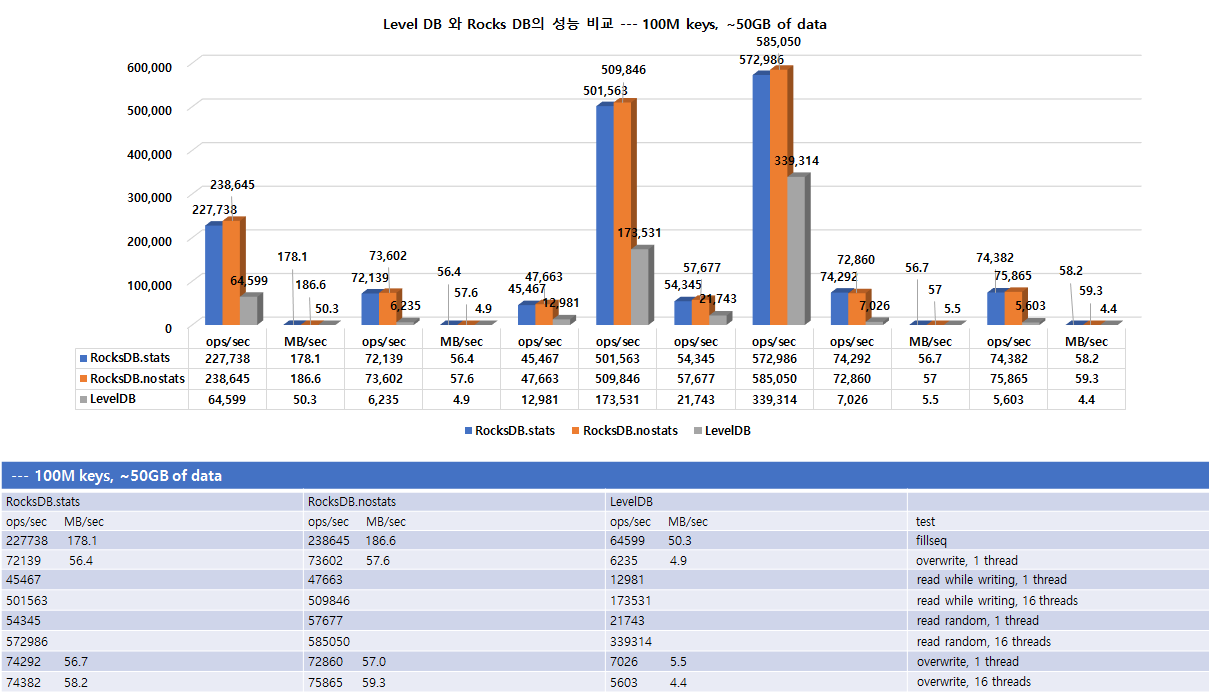 Level DB 와 Rocks DB의 성능 비교 --- 100M keys, ~50GB of data
600,000
500,000
400,000
300,000
200,000
100,000
0
227,738 238,645 64,599
178.1 186.6 50.3
72,139 73,602 6,235
56.4 57.6 4.9
45,467 47,663 12,981
501,563 509,846 173,531
54,345 57,677 21,743
572,986 585,050 339,314
74,292 72,860 7,026
56.7 57 5.5
74,382 75,865 5,603
58.2 59.3 4.4
ops/sec MB/sec ops/sec MB/sec ops/sec ops/sec ops/sec ops/sec ops/sec MB/sec ops/sec MB/sec
RocksDB.stats 227,738 178.1 72,139 56.4 45,467 501,563 54,345 572,986 74,292 56.7 74,382 58.2
RocksDB.nostats 238,645 186.6 73,602 57.6 47,663 509,846 57,677 585,050 72,860 57 75,865 59.3
LevelDB 64,599 50.3 6,235 4.9 12,981 173,531 21,743 339,314 7,026 5.5 5,603 4.4
RocksDB.stats RocksDB.nostats LevelDB
--- 100M keys, ~50GB of data
RocksDB.stats RocksDB.nostats LevelDB
ops/sec MB/sec ops/sec MB/sec ops/sec MB/sec test
227738 178.1 238645 186.6 64599 50.3 fillseq
72139 56.4 73602 57.6 6235 4.9 overwrite, 1 thread
45467 47663 12981 read while writing, 1 thread
501563 509846 173531 read while writing, 16 threads
54345 57677 21743 read random, 1 thread
572986 585050 339314 read random, 16 threads
74292 56.7 72860 57.0 7026 5.5 overwrite, 1 thread
74382 58.2 75865 59.3 5603 4.4 overwrite, 16 threads